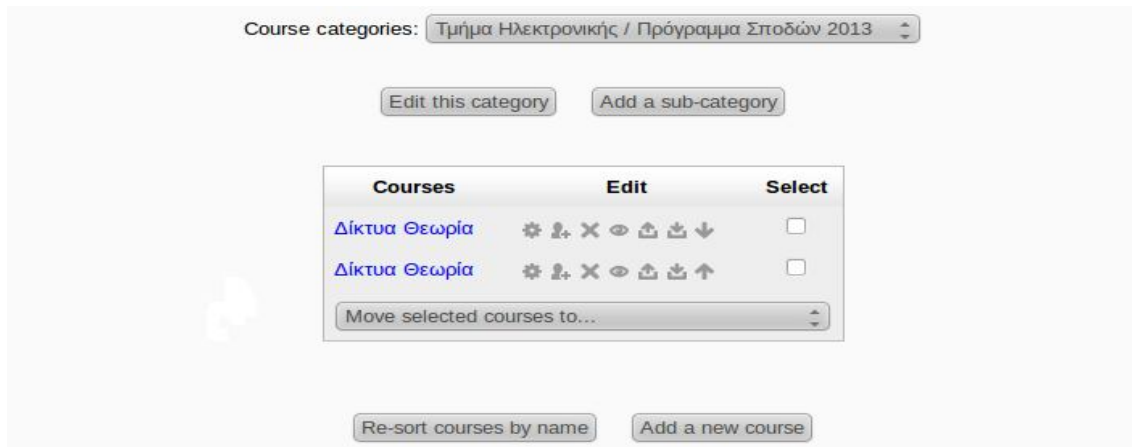 Course categories: Τμήμα Ηλεκτρονικής / Πρόγραμμα Σποδών 2013
Edit this category Add a sub-category
Courses Edit Select
Δίκτυα Θεωρία
Δίκτυα Θεωρία
Move selected courses to...
Re-sort courses by name Add a new course